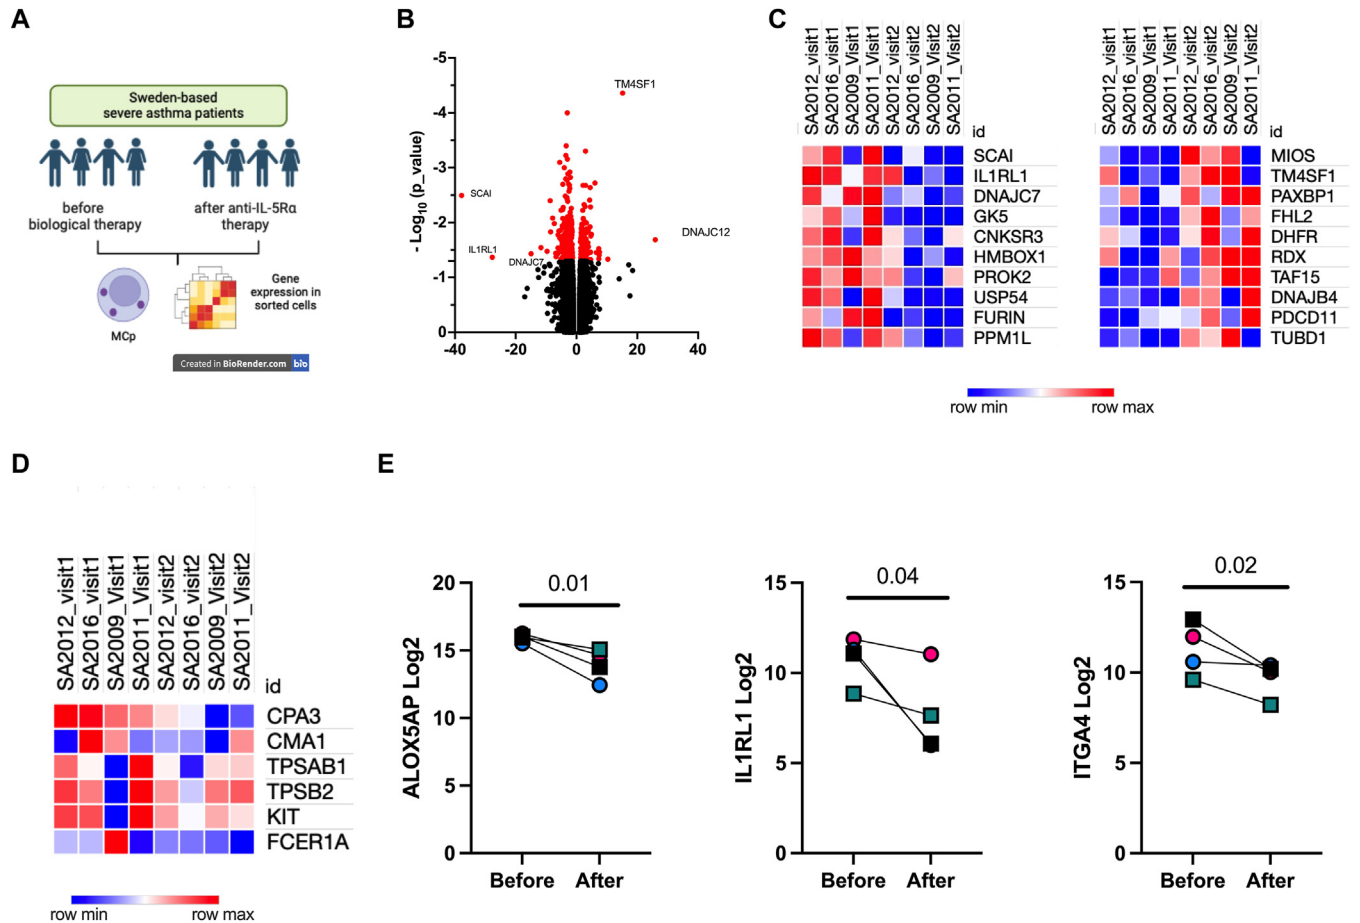 A
Sweden-based
severe asthma patients
before
biological therapy
after anti-IL-5Rα
therapy
MCp
Gene
expression in
sorted cells
Created in BioRender.com bio
B
- Log10 (p_value)
-5
-4
-3
-2
-1
0
-40
-20
0
20
40
TM4SF1
SCAI
DNAJC12
IL1RL1
DNAJC7
C
SA2012_visit1
SA2016_visit1
SA2009_Visit1
SA2011_Visit1
SA2012_visit2
SA2016_visit2
SA2009_Visit2
SA2011_Visit2
id
SCAI
IL1RL1
DNAJC7
GK5
CNKSR3
HMBOX1
PROK2
USP54
FURIN
PPM1L
SA2012_visit1
SA2016_visit1
SA2009_Visit1
SA2011_Visit1
SA2012_visit2
SA2016_visit2
SA2009_Visit2
SA2011_Visit2
id
MIOS
TM4SF1
PAXBP1
FHL2
DHFR
RDX
TAF15
DNAJB4
PDCD11
TUBD1
row min
row max
D
SA2012_visit1
SA2016_visit1
SA2009_Visit1
SA2011_Visit1
SA2012_visit2
SA2016_visit2
SA2009_Visit2
SA2011_Visit2
id
CPA3
CMA1
TPSAB1
TPSB2
KIT
FCER1A
row min
row max
E
ALOX5AP Log2
20
15
10
5
0
0.01
Before
After
IL1RL1 Log2
15
10
5
0
0.04
Before
After
ITGA4 Log2
15
10
5
0
0.02
Before
After